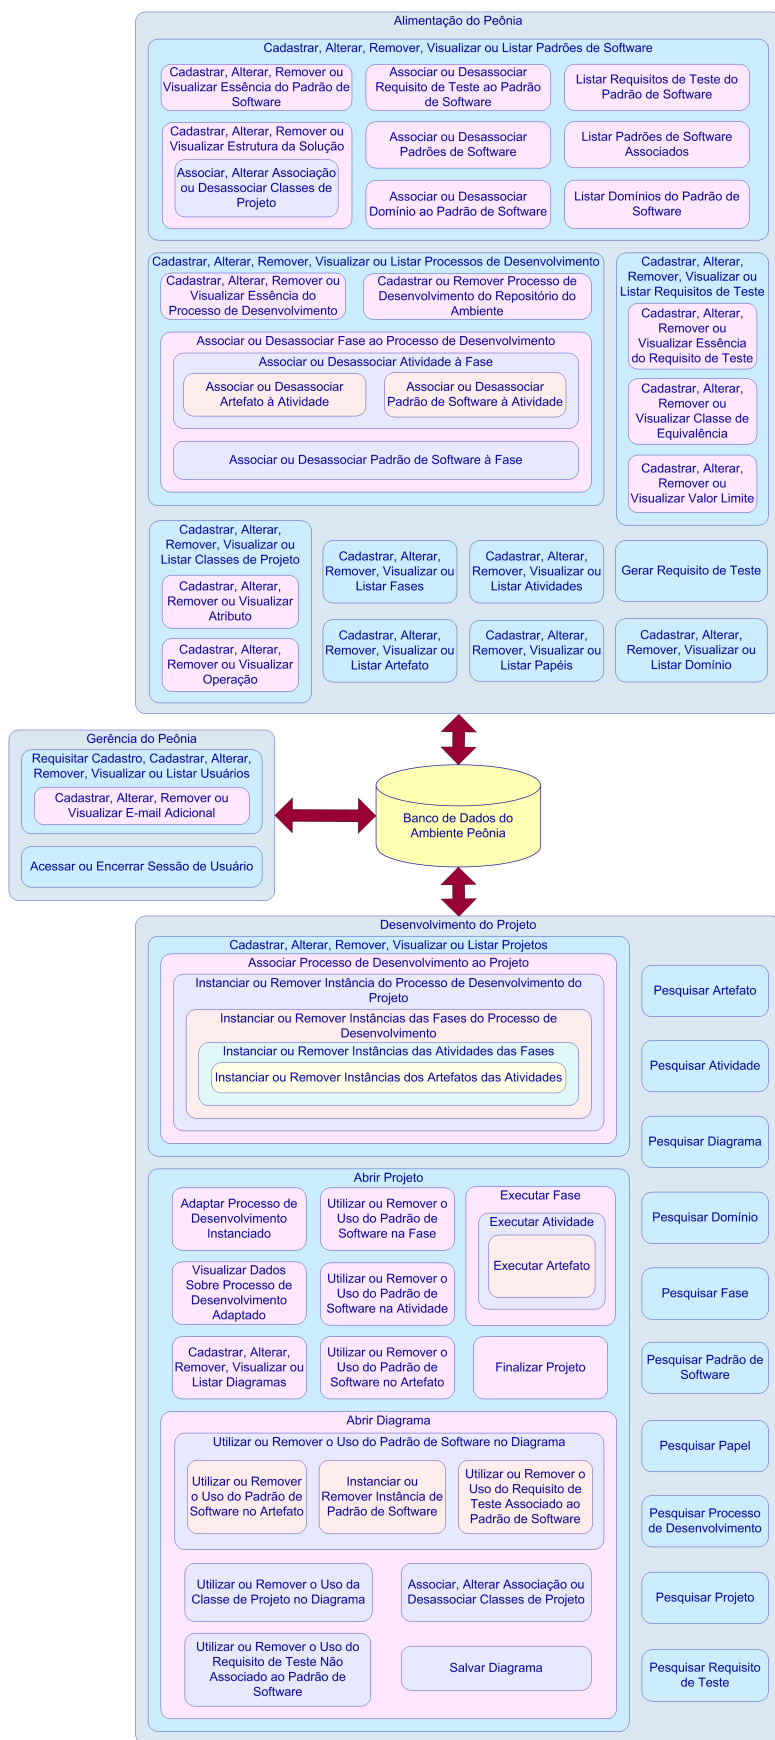 Alimentação do Peônia
Cadastrar, Alterar, Remover, Visualizar ou Listar Padrões de Software
Cadastrar, Alterar, Remover ou
Visualizar Essência do Padrão de
Software
Associar ou Desassociar
Requisito de Teste ao Padrão
de Software
Listar Requisitos de Teste do
Padrão de Software
Cadastrar, Alterar, Remover ou
Visualizar Estrutura da Solução
Associar, Alterar Associação
ou Desassociar Classes de
Projeto
Associar ou Desassociar
Padrões de Software
Listar Padrões de Software
Associados
Associar ou Desassociar
Domínio ao Padrão de Software
Listar Domínios do Padrão de
Software
Cadastrar, Alterar, Remover, Visualizar ou Listar Processos de Desenvolvimento
Cadastrar, Alterar, Remover ou
Visualizar Essência do
Processo de Desenvolvimento
Cadastrar ou Remover Processo de
Desenvolvimento do Repositório do
Ambiente
Associar ou Desassociar Fase ao Processo de Desenvolvimento
Associar ou Desassociar Atividade à Fase
Associar ou Desassociar
Artefato à Atividade
Associar ou Desassociar
Padrão de Software à Atividade
Associar ou Desassociar Padrão de Software à Fase
Cadastrar, Alterar,
Remover, Visualizar ou
Listar Requisitos de Teste
Cadastrar, Alterar,
Remover ou
Visualizar Essência
do Requisito de Teste
Cadastrar, Alterar,
Remover ou
Visualizar Classe de
Equivalência
Cadastrar, Alterar,
Remover ou
Visualizar Valor Limite
Cadastrar, Alterar,
Remover, Visualizar ou
Listar Classes de Projeto
Cadastrar, Alterar,
Remover ou Visualizar
Atributo
Cadastrar, Alterar,
Remover ou Visualizar
Operação
Cadastrar, Alterar,
Remover, Visualizar ou
Listar Fases
Cadastrar, Alterar,
Remover, Visualizar ou
Listar Atividades
Gerar Requisito de Teste
Cadastrar, Alterar,
Remover, Visualizar ou
Listar Artefato
Cadastrar, Alterar,
Remover, Visualizar ou
Listar Papéis
Cadastrar, Alterar,
Remover, Visualizar ou
Listar Domínio
Gerência do Peônia
Requisitar Cadastro, Cadastrar, Alterar,
Remover, Visualizar ou Listar Usuários
Cadastrar, Alterar, Remover ou
Visualizar E-mail Adicional
Acessar ou Encerrar Sessão de Usuário
Banco de Dados do
Ambiente Peônia
Desenvolvimento do Projeto
Cadastrar, Alterar, Remover, Visualizar ou Listar Projetos
Associar Processo de Desenvolvimento ao Projeto
Instanciar ou Remover Instância do Processo de Desenvolvimento do
Projeto
Instanciar ou Remover Instâncias das Fases do Processo de
Desenvolvimento
Instanciar ou Remover Instâncias das Atividades das Fases
Instanciar ou Remover Instâncias dos Artefatos das Atividades
Abrir Projeto
Adaptar Processo de
Desenvolvimento
Instanciado
Utilizar ou Remover o
Uso do Padrão de
Software na Fase
Executar Fase
Executar Atividade
Executar Artefato
Visualizar Dados
Sobre Processo de
Desenvolvimento
Adaptado
Utilizar ou Remover o
Uso do Padrão de
Software na Atividade
Cadastrar, Alterar,
Remover, Visualizar ou
Listar Diagramas
Utilizar ou Remover o
Uso do Padrão de
Software no Artefato
Finalizar Projeto
Abrir Diagrama
Utilizar ou Remover o Uso do Padrão de Software no Diagrama
Utilizar ou Remover
o Uso do Padrão de
Software no Artefato
Instanciar ou
Remover Instância de
Padrão de Software
Utilizar ou Remover o
Uso do Requisito de
Teste Associado ao
Padrão de Software
Utilizar ou Remover o Uso da
Classe de Projeto no Diagrama
Associar, Alterar Associação ou
Desassociar Classes de Projeto
Utilizar ou Remover o Uso do
Requisito de Teste Não
Associado ao Padrão de
Software
Salvar Diagrama
Pesquisar Artefato
Pesquisar Atividade
Pesquisar Diagrama
Pesquisar Domínio
Pesquisar Fase
Pesquisar Padrão de
Software
Pesquisar Papel
Pesquisar Processo
de Desenvolvimento
Pesquisar Projeto
Pesquisar Requisito
de Teste